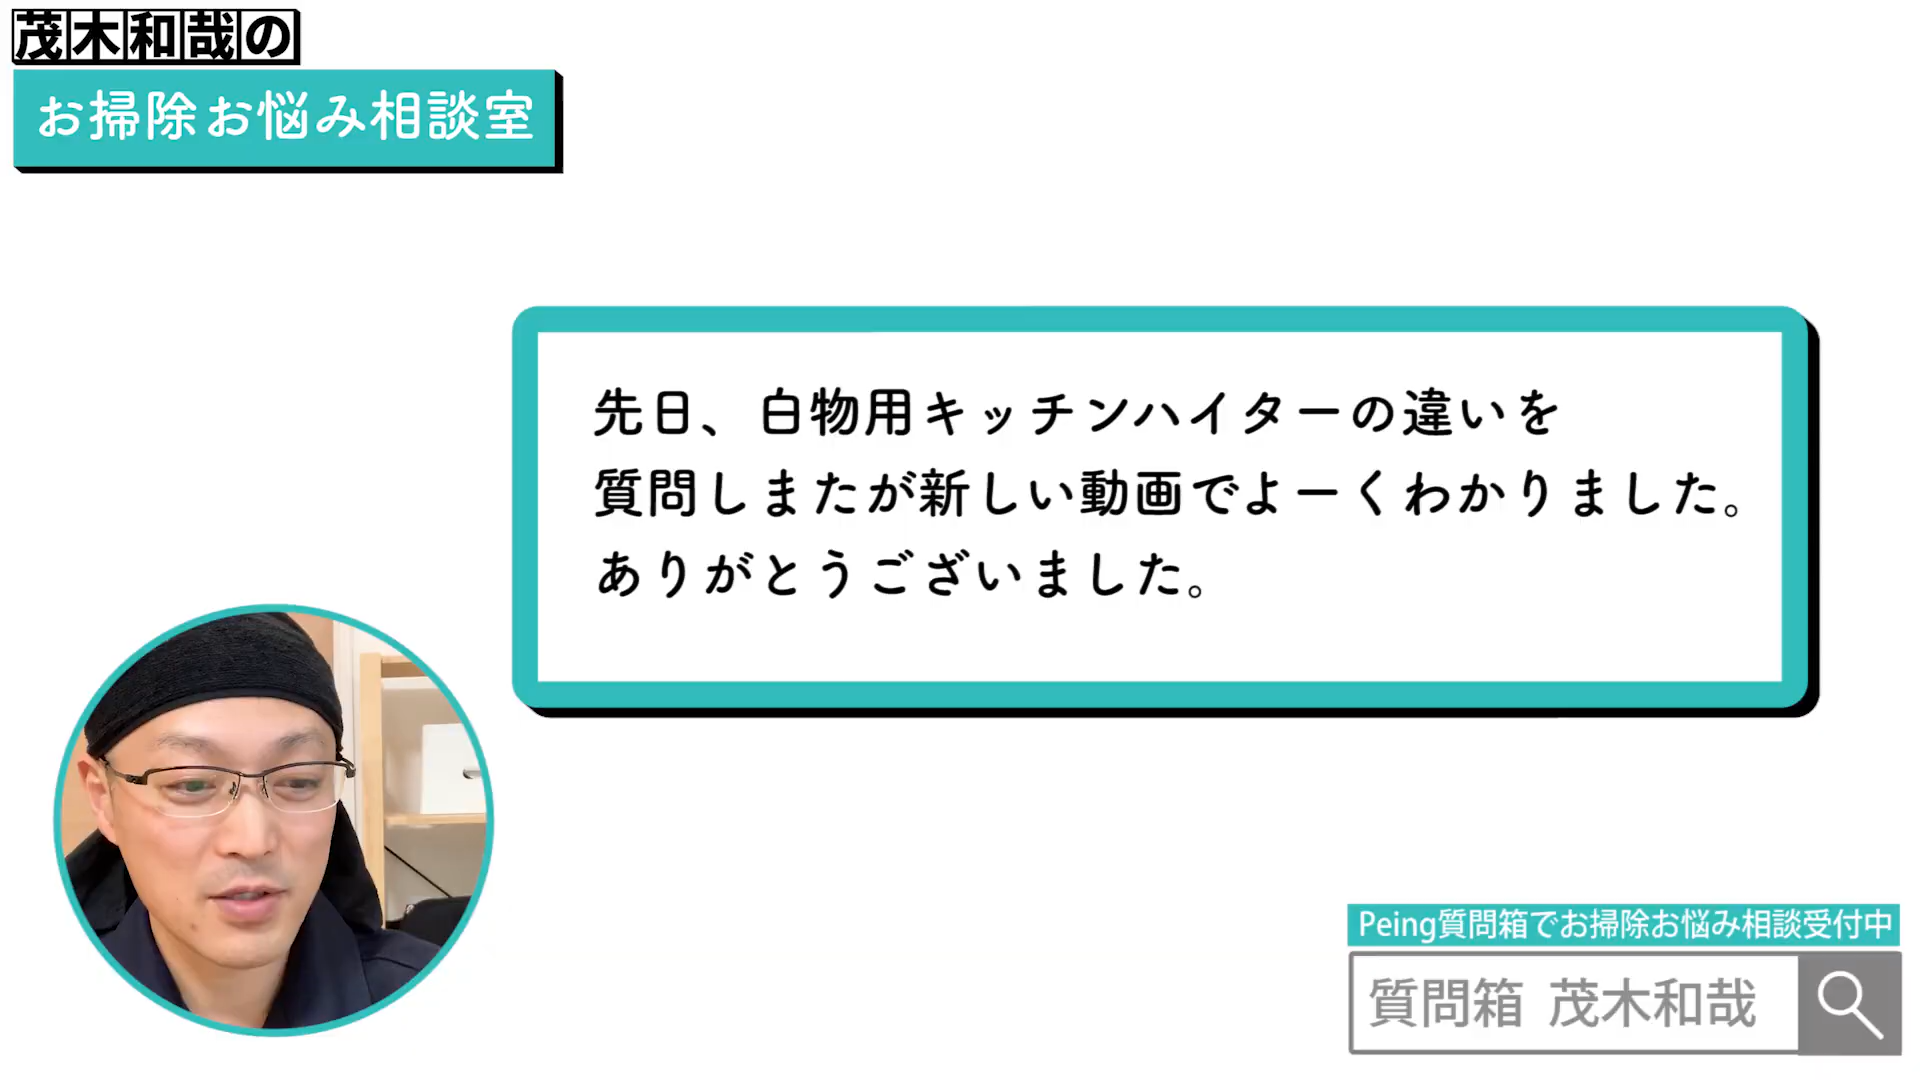 茂木和哉の
お掃除お悩み相談室
先日、白物用キッチンハイターの違いを
質問しまたが新しい動画でよーくわかりました。
ありがとうございました。
Peing質問箱でお掃除お悩み相談受付中
質問箱 茂木和哉